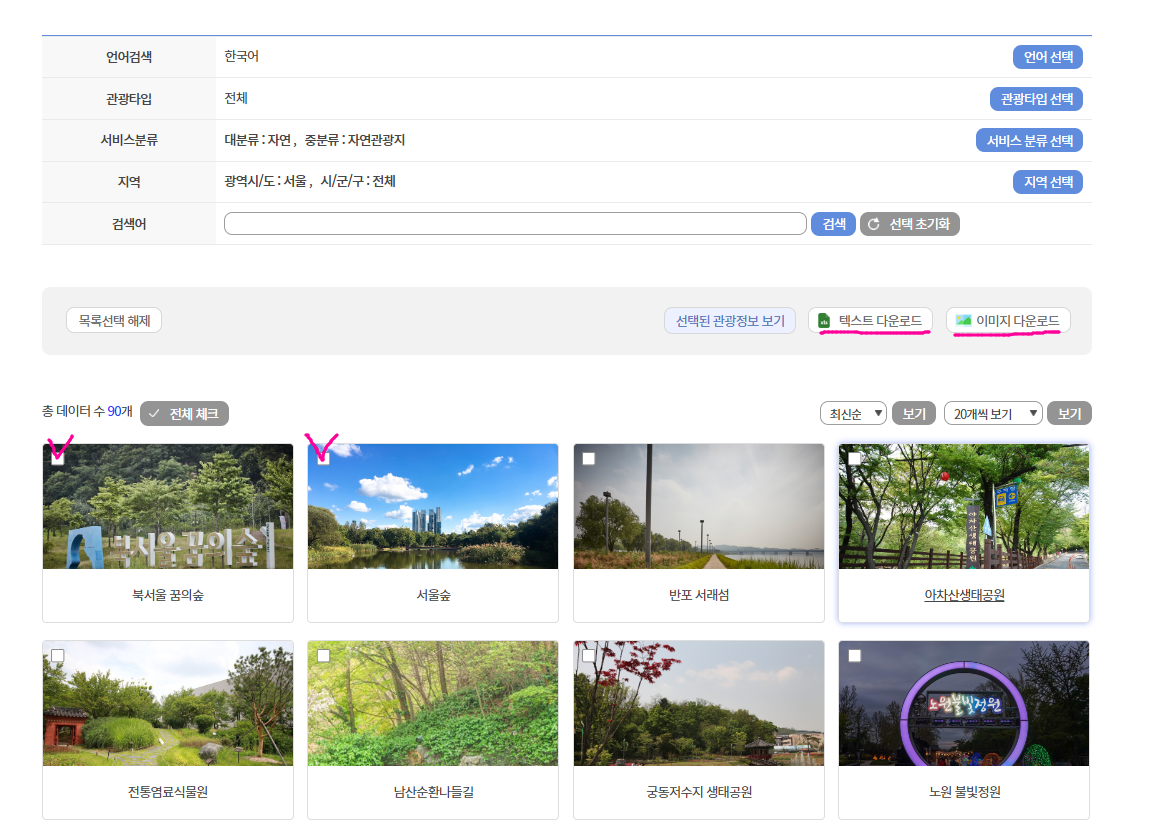 언어검색 한국어 언어 선택
관광타입 전체 관광타입 선택
서비스분류 대분류 : 자연 , 중분류 : 자연관광지 서비스 분류 선택
지역 광역시/도 : 서울 , 시/군/구 : 전체 지역 선택
검색어 검색 선택 초기화
목록선택 해제 선택된 관광정보 보기 텍스트 다운로드 이미지 다운로드
총 데이터 수 90개 전체 체크 최신순 보기 20개씩 보기 보기
북서울꿈의숲
아차산생태공원
북서울 꿈의숲 서울숲 반포 서래섬 아차산생태공원
노원불빛정원
전통염료식물원 남산순환나들길 궁동저수지 생태공원 노원 불빛정원